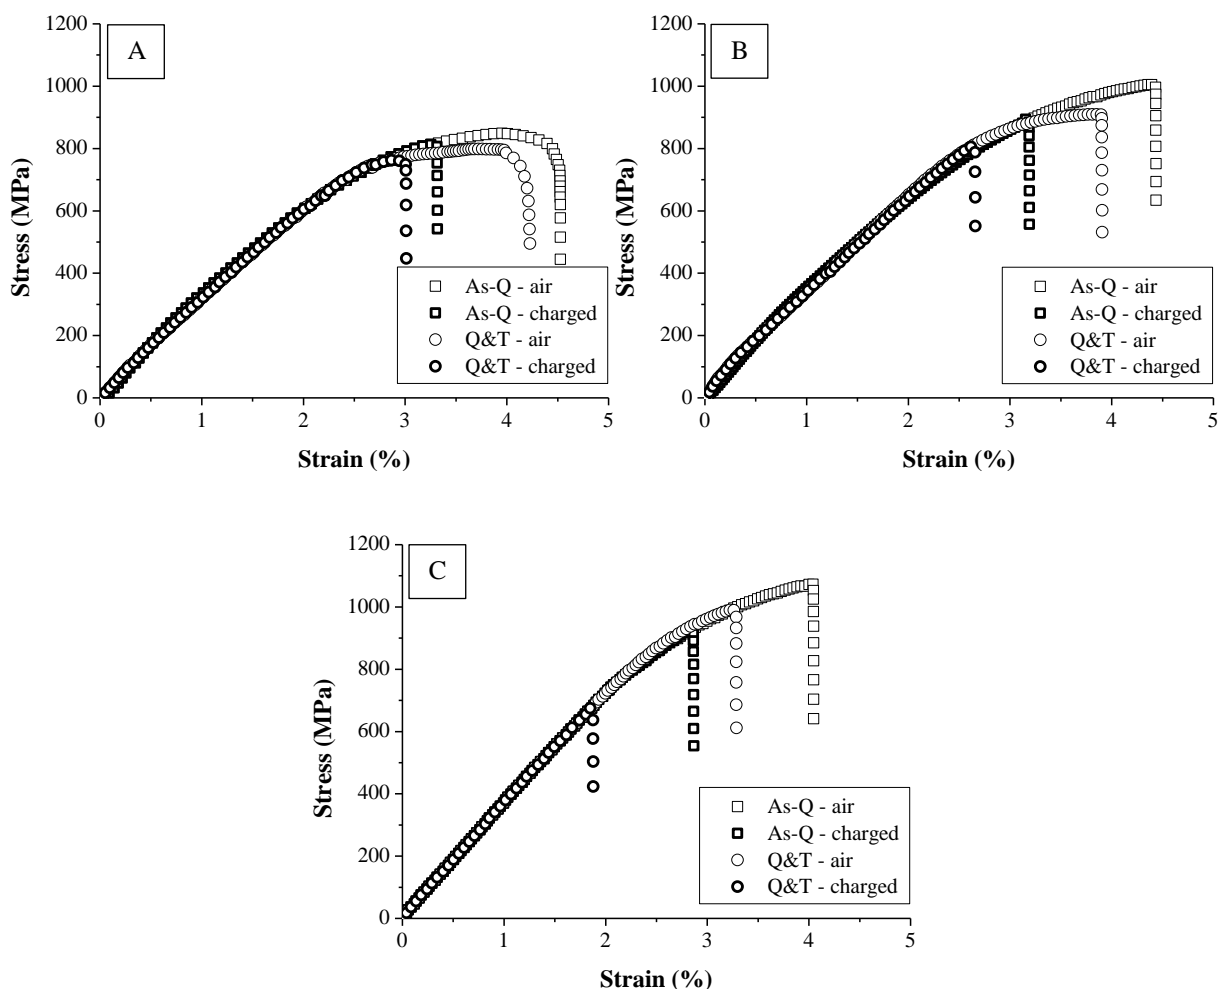 A
Stress (MPa)
1200
1000
800
600
400
200
0
0 1 2 3 4 5
Strain (%)
As-Q - air
As-Q - charged
Q&T - air
Q&T - charged
B
Stress (MPa)
1200
1000
800
600
400
200
0
0 1 2 3 4 5
Strain (%)
As-Q - air
As-Q - charged
Q&T - air
Q&T - charged
C
Stress (MPa)
1200
1000
800
600
400
200
0
0 1 2 3 4 5
Strain (%)
As-Q - air
As-Q - charged
Q&T - air
Q&T - charged